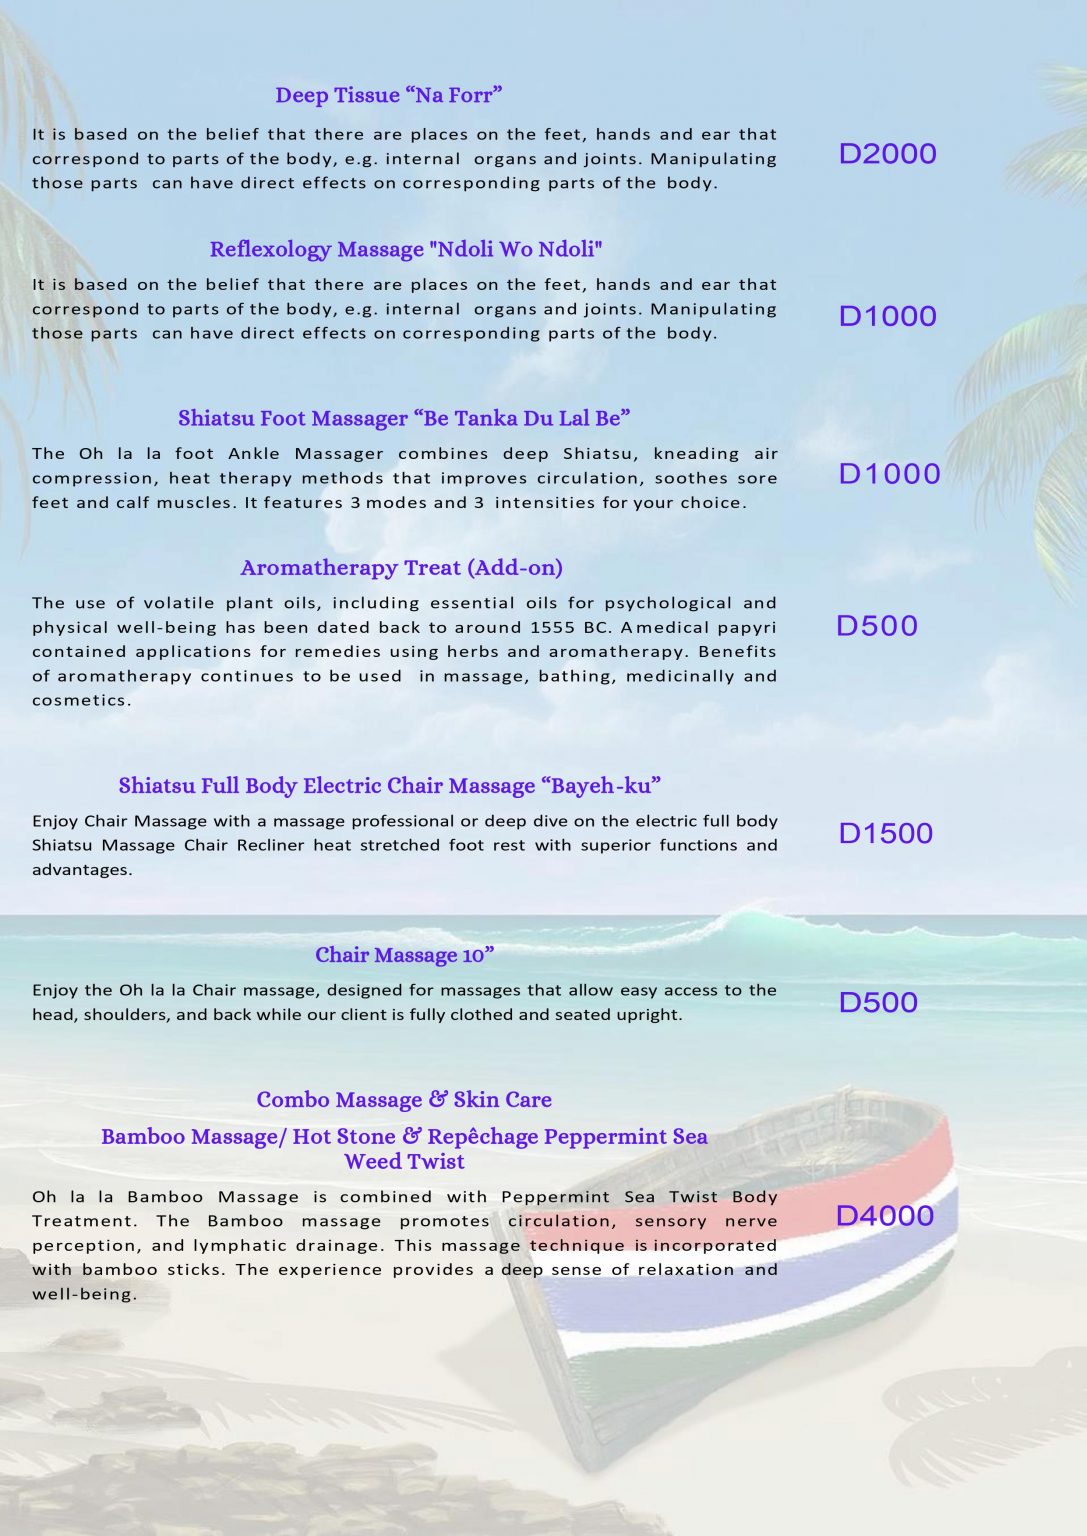 Deep Tissue “Na Forr”
It is based on the belief that there are places on the feet, hands and ear that
correspond to parts of the body, e.g. internal organs and joints. Manipulating
those parts can have direct effects on corresponding parts of the body.
D2000
Reflexology Massage "Ndoli Wo Ndoli"
It is based on the belief that there are places on the feet, hands and ear that
correspond to parts of the body, e.g. internal organs and joints. Manipulating
those parts can have direct effects on corresponding parts of the body.
D1000
Shiatsu Foot Massager “Be Tanka Du Lal Be”
The Oh la la foot Ankle Massager combines deep Shiatsu, kneading air
compression, heat therapy methods that improves circulation, soothes sore
feet and calf muscles. It features 3 modes and 3 intensities for your choice.
D1000
Aromatherapy Treat (Add-on)
The use of volatile plant oils, including essential oils for psychological and
physical well-being has been dated back to around 1555 BC. A medical papyri
contained applications for remedies using herbs and aromatherapy. Benefits
of aromatherapy continues to be used in massage, bathing, medicinally and
cosmetics.
D500
Shiatsu Full Body Electric Chair Massage “Bayeh-ku”
Enjoy Chair Massage with a massage professional or deep dive on the electric full body
Shiatsu Massage Chair Recliner heat stretched foot rest with superior functions and
advantages.
D1500
Chair Massage 10”
Enjoy the Oh la la Chair massage, designed for massages that allow easy access to the
head, shoulders, and back while our client is fully clothed and seated upright.
D500
Combo Massage & Skin Care
Bamboo Massage/ Hot Stone & Repêchage Peppermint Sea
Weed Twist
Oh la la Bamboo Massage is combined with Peppermint Sea Twist Body
Treatment. The Bamboo massage promotes circulation, sensory nerve
perception, and lymphatic drainage. This massage technique is incorporated
with bamboo sticks. The experience provides a deep sense of relaxation and
well-being.
D4000